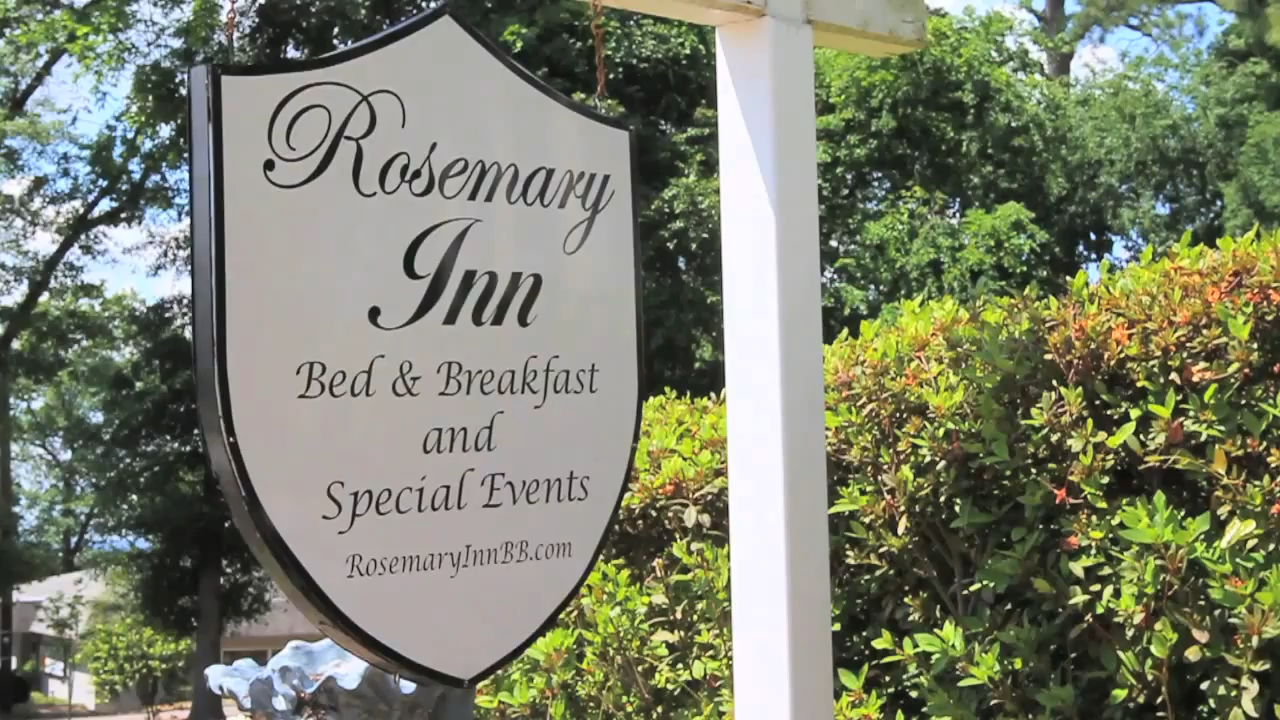 Rosemary
Inn
Bed & Breakfast
and
Special Events
RosemaryInnBB.com